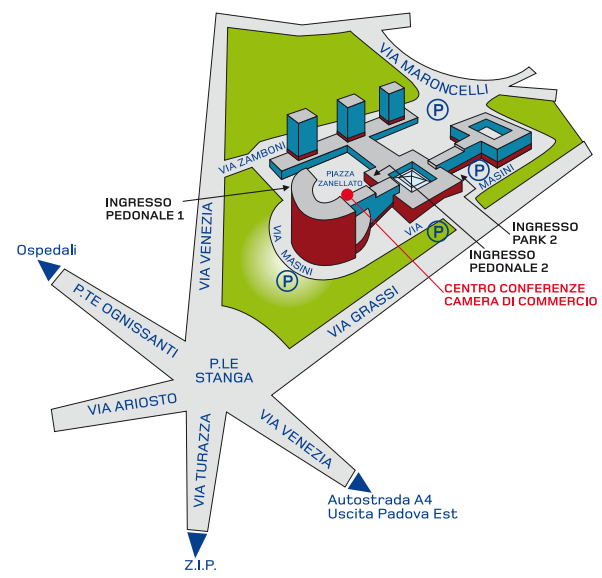 VIA MARONCELLI
P
VIA ZAMBONI
PIAZZA
ZANELLATO
P
MASINI
INGRESSO
PEDONALE 1
VIA VENEZIA
VIA
MASINI
P
VIA
P
INGRESSO
PARK 2
INGRESSO
PEDONALE 2
CENTRO CONFERENZE
CAMERA DI COMMERCIO
VIA GRASSI
Ospedali
P.TE OGNISSANTI
P.LE
STANGA
VIA ARIOSTO
VIA TURAZZA
VIA VENEZIA
Autostrada A4
Uscita Padova Est
Z.I.P.